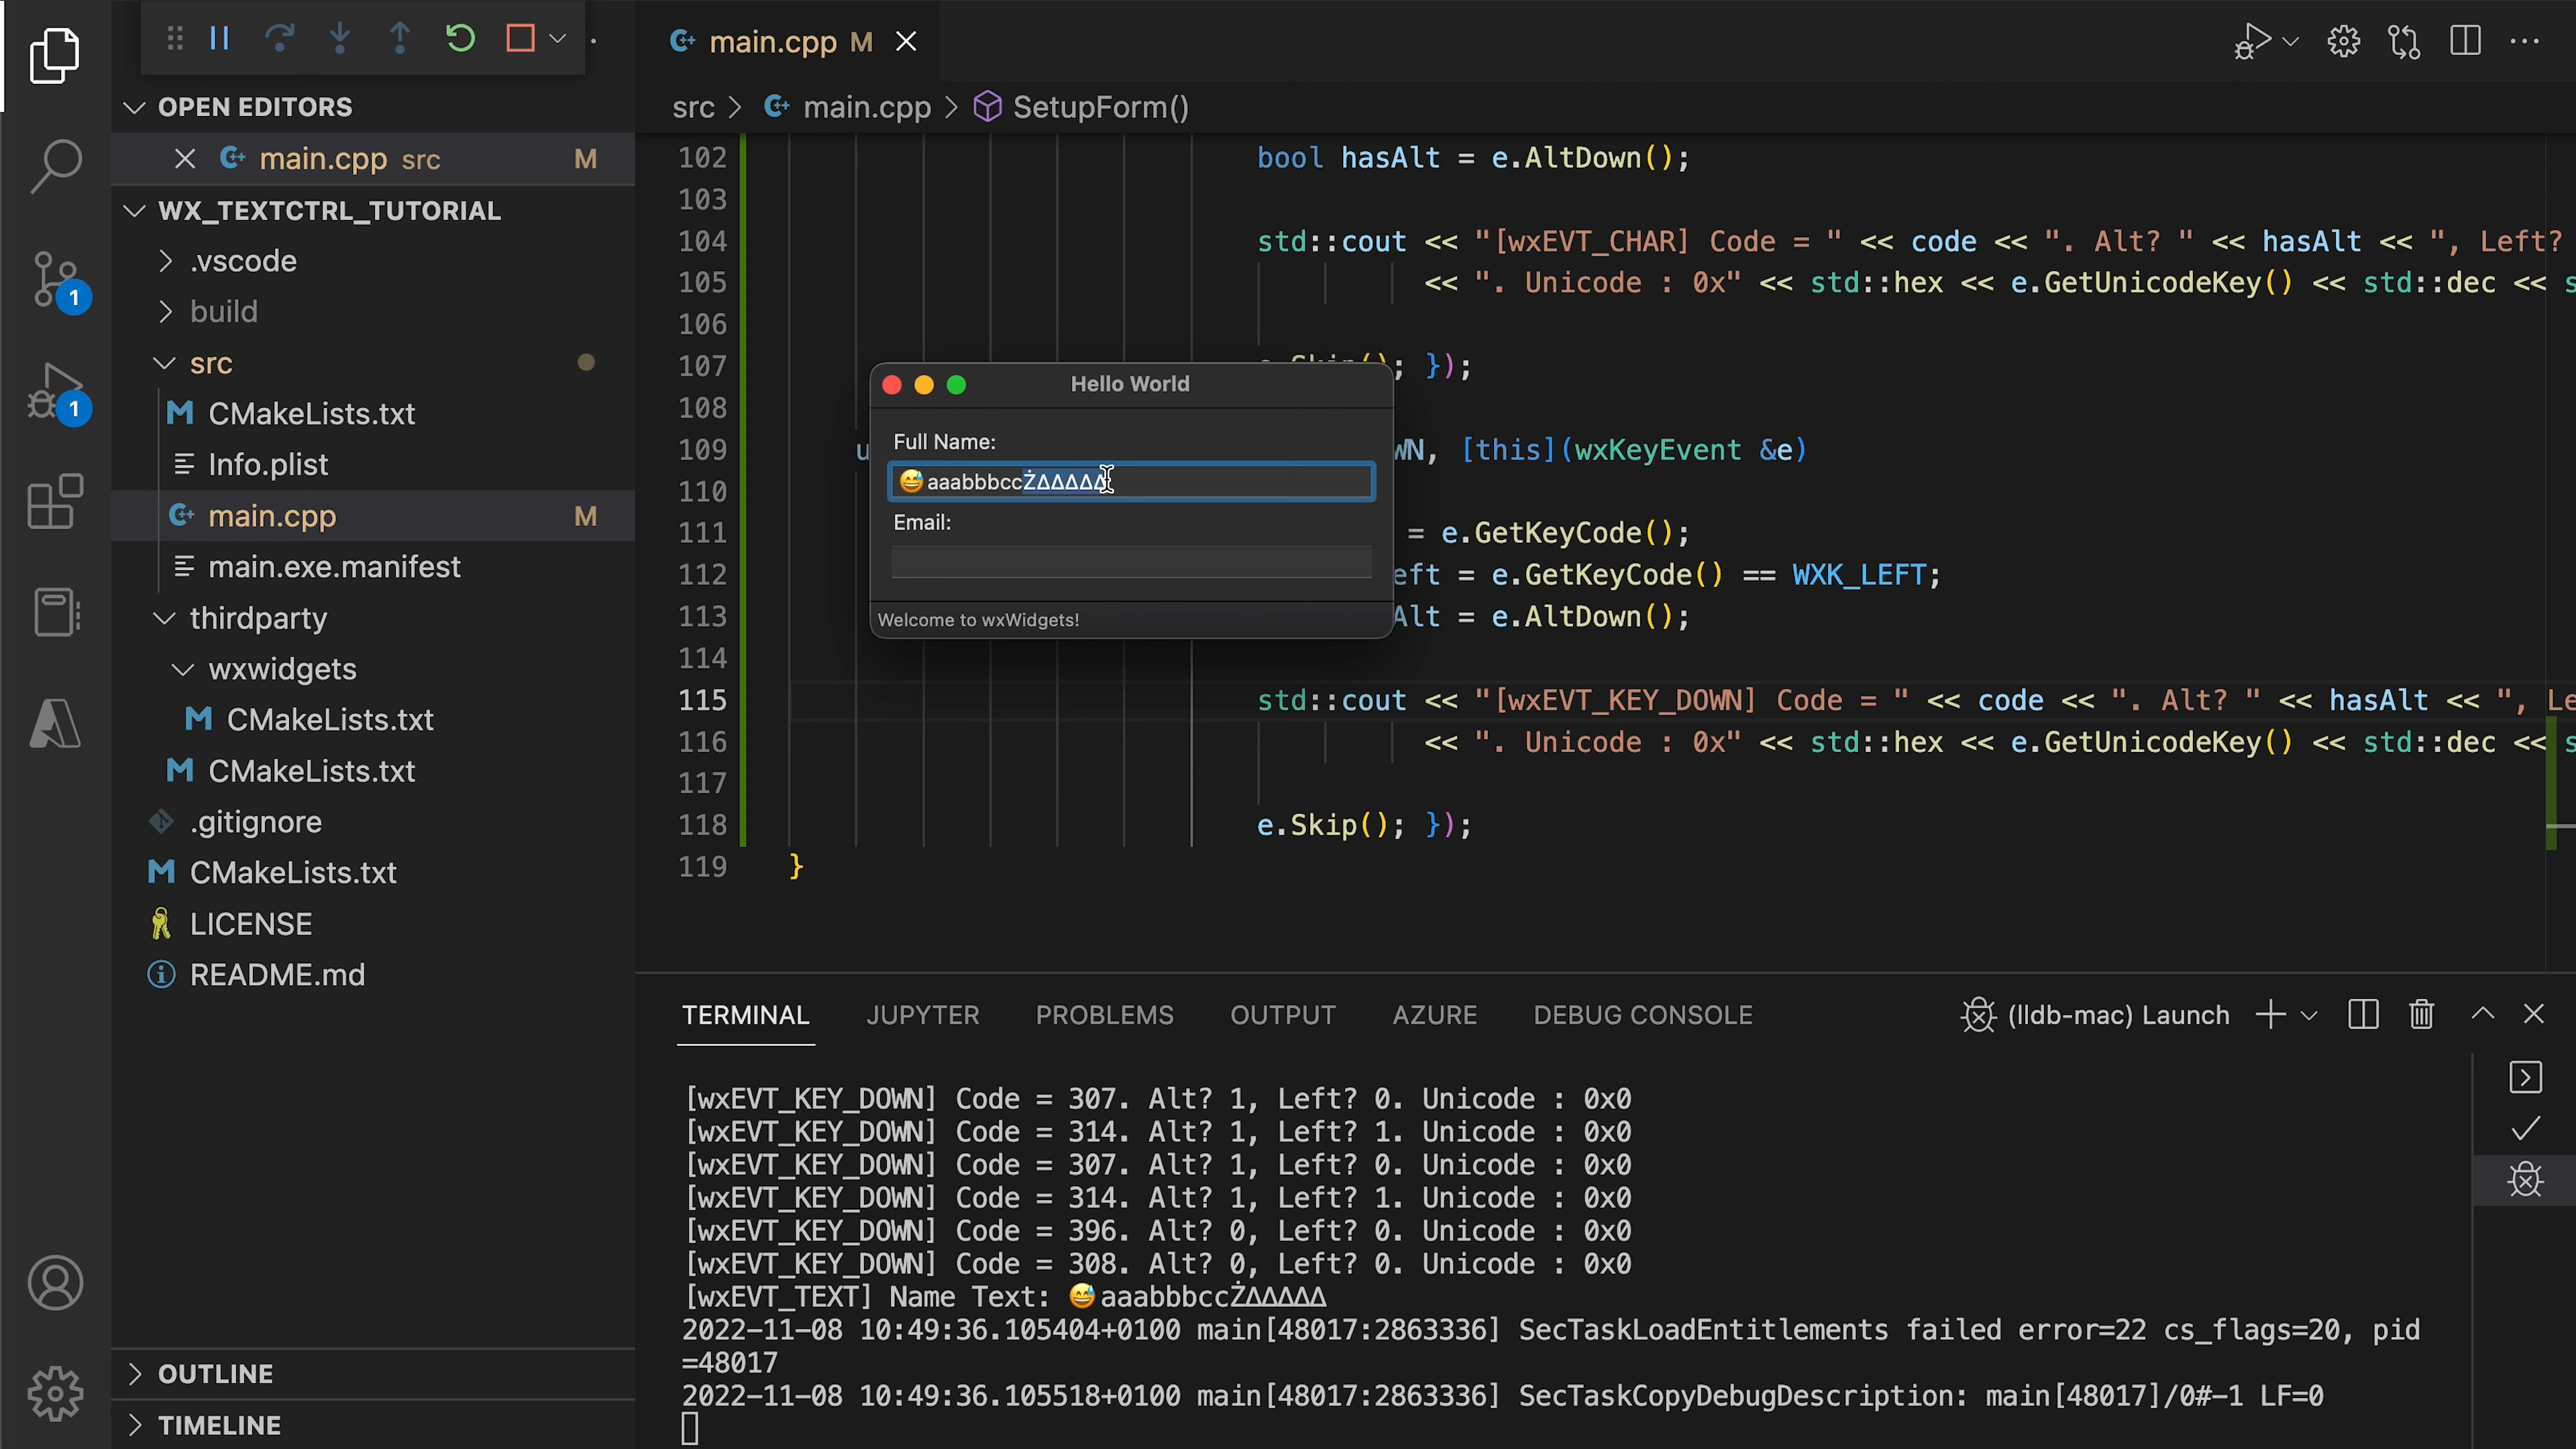 main.cpp M
OPEN EDITORS
main.cpp src M
WX_TEXTCTRL_TUTORIAL
.vscode
build
src
CMakeLists.txt
Info.plist
main.cpp M
main.exe.manifest
thirdparty
wxwidgets
CMakeLists.txt
CMakeLists.txt
.gitignore
CMakeLists.txt
LICENSE
README.md
OUTLINE
TIMELINE
1
1
src > main.cpp > SetupForm()
102 bool hasAlt = e.AltDown();
103
104 std::cout << "[wxEVT_CHAR] Code = " << code << ". Alt? " << hasAlt << ", Left?
105 << ". Unicode : 0x" << std::hex << e.GetUnicodeKey() << std::dec << s
106
107 e.Skip(); });
108
109 u WN, [this](wxKeyEvent &e)
110
111 = e.GetKeyCode();
112 eft = e.GetKeyCode() == WXK_LEFT;
113 Alt = e.AltDown();
114
115 std::cout << "[wxEVT_KEY_DOWN] Code = " << code << ". Alt? " << hasAlt << ", Le
116 << ". Unicode : 0x" << std::hex << e.GetUnicodeKey() << std::dec << s
117
118 e.Skip(); });
119 }
Hello World
Full Name:
😅aaabbbccŻ∆∆∆∆∆
Email:
Welcome to wxWidgets!
TERMINAL JUPYTER PROBLEMS OUTPUT AZURE DEBUG CONSOLE (lldb-mac) Launch
[wxEVT_KEY_DOWN] Code = 307. Alt? 1, Left? 0. Unicode : 0x0
[wxEVT_KEY_DOWN] Code = 314. Alt? 1, Left? 1. Unicode : 0x0
[wxEVT_KEY_DOWN] Code = 307. Alt? 1, Left? 0. Unicode : 0x0
[wxEVT_KEY_DOWN] Code = 314. Alt? 1, Left? 1. Unicode : 0x0
[wxEVT_KEY_DOWN] Code = 396. Alt? 0, Left? 0. Unicode : 0x0
[wxEVT_KEY_DOWN] Code = 308. Alt? 0, Left? 0. Unicode : 0x0
[wxEVT_TEXT] Name Text: 😅aaabbbccŻ∆∆∆∆∆
2022-11-08 10:49:36.105404+0100 main[48017:2863336] SecTaskLoadEntitlements failed error=22 cs_flags=20, pid
=48017
2022-11-08 10:49:36.105518+0100 main[48017:2863336] SecTaskCopyDebugDescription: main[48017]/0#-1 LF=0